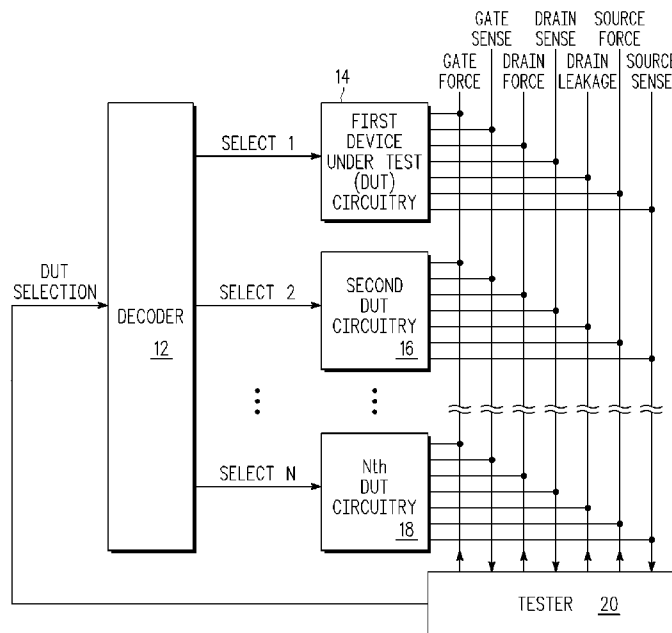 GATE SENSE
DRAIN SENSE
SOURCE FORCE
GATE FORCE
DRAIN FORCE
DRAIN LEAKAGE
SOURCE SENSE
14
FIRST
DEVICE
UNDER TEST
(DUT)
CIRCUITRY
SELECT 1
DUT
SELECTION
DECODER
12
SELECT 2
SECOND
DUT
CIRCUITRY
16
SELECT N
Nth
DUT
CIRCUITRY
18
TESTER 20